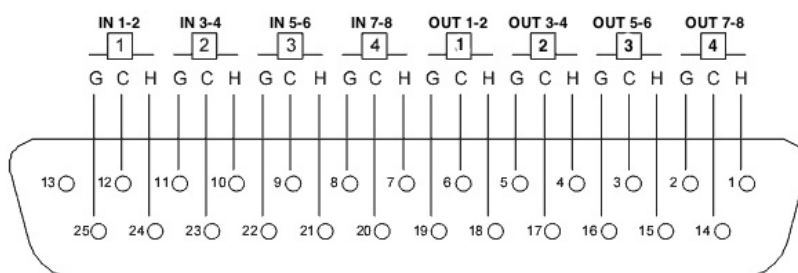 IN 1-2 IN 3-4 IN 5-6 IN 7-8 OUT 1-2 OUT 3-4 OUT 5-6 OUT 7-8
1 2 3 4 1 2 3 4
G C H G C H G C H G C H G C H G C H G C H G C H
13 12 11 10 9 8 7 6 5 4 3 2 1
25 24 23 22 21 20 19 18 17 16 15 14